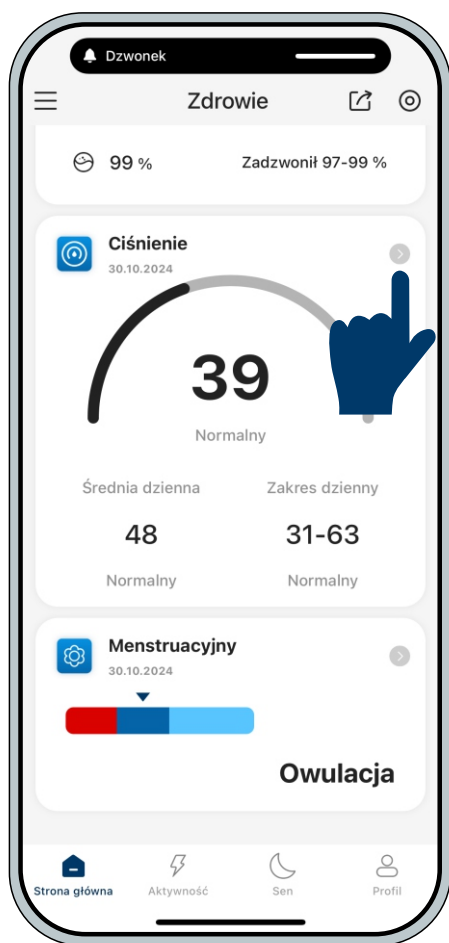 Dzwonek
Zdrowie
99 %
Zadzwonił 97-99 %
Ciśnienie
30.10.2024
39
Normalny
Średnia dzienna
Zakres dzienny
48
31-63
Normalny
Normalny
Menstruacyjny
30.10.2024
Owulacja
Strona główna
Aktywność
Sen
Profil